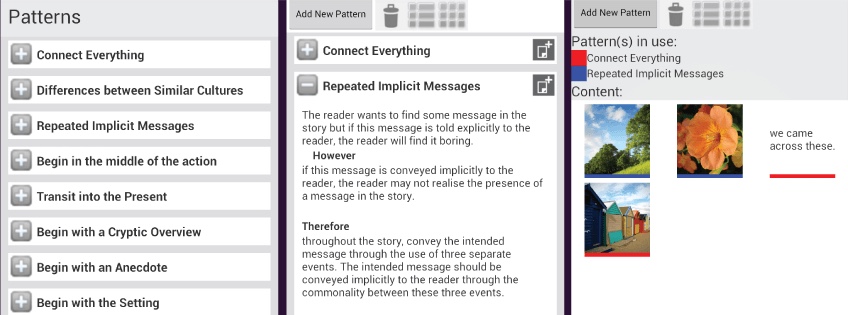 Patterns
Connect Everything
Differences between Similar Cultures
Repeated Implicit Messages
Begin in the middle of the action
Transit into the Present
Begin with a Cryptic Overview
Begin with an Anecdote
Begin with the Setting
Add New Pattern
Connect Everything
Repeated Implicit Messages
The reader wants to find some message in the
story but if this message is told explicitly to the
reader, the reader will find it boring.
However
if this message is conveyed implicitly to the
reader, the reader may not realise the presence of
a message in the story.
Therefore
throughout the story, convey the intended
message through the use of three separate
events. The intended message should be
conveyed implicitly to the reader through the
commonality between these three events.
Add New Pattern
Pattern(s) in use:
Connect Everything
Repeated Implicit Messages
Content:
we came
across these.